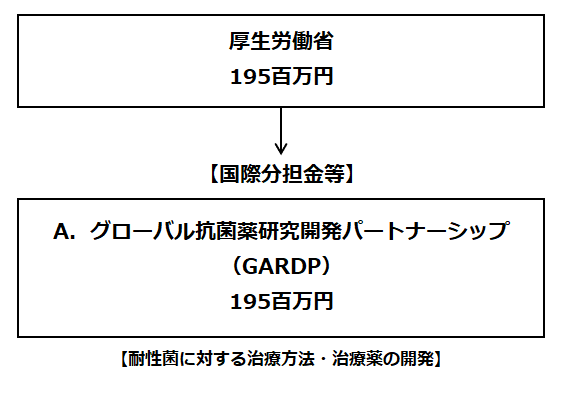 厚生労働省
195百万円
【国際分担金等】
A．グローバル抗菌薬研究開発パートナーシップ
（GARDP）
195百万円
【耐性菌に対する治療方法・治療薬の開発】